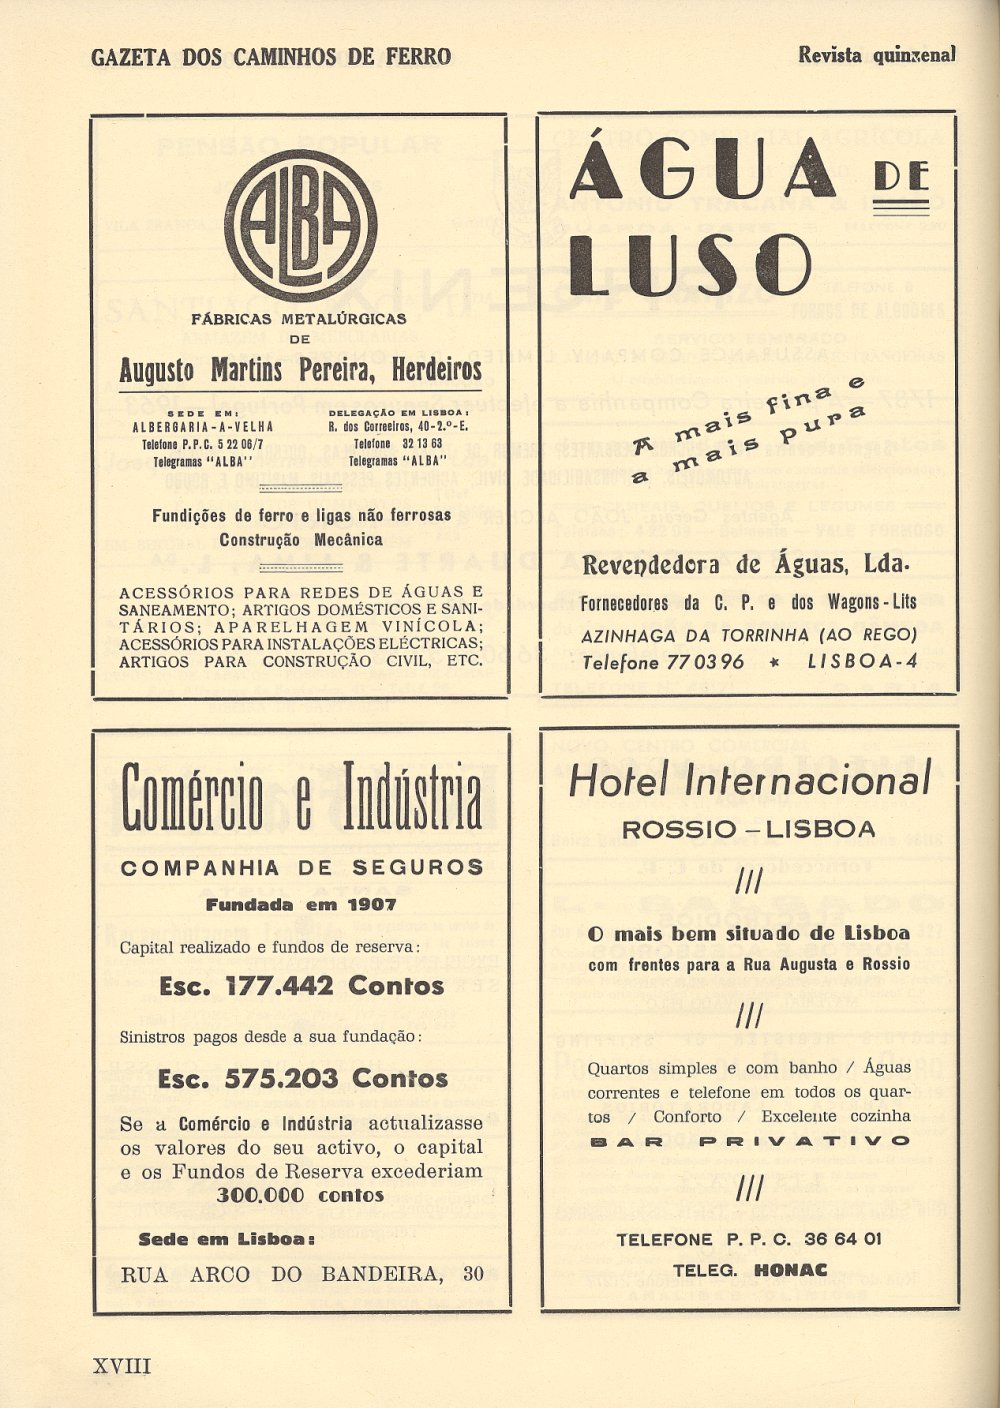 GAZETA DOS CAMINHOS DE FERRO
Revista quinzenal
ALBA
FÁBRICAS METALÚRGICAS
DE
Augusto Martins Pereira, Herdeiros
SEDE EM:
ALBERGARIA-A-VELHA
Telefone P.P.C. 5 22 06/7
Telegramas "ALBA"
DELEGAÇÃO EM LISBOA:
R. dos Correeiros, 40-2.º-E.
Telefone 32 13 63
Telegramas "ALBA"
Fundições de ferro e ligas não ferrosas
Construção Mecânica
ACESSÓRIOS PARA REDES DE ÁGUAS E
SANEAMENTO; ARTIGOS DOMÉSTICOS E SANI-
TÁRIOS; APARELHAGEM VINÍCOLA;
ACESSÓRIOS PARA INSTALAÇÕES ELÉCTRICAS;
ARTIGOS PARA CONSTRUÇÃO CIVIL, ETC.
ÁGUA DE
LUSO
A mais fina e
a mais pura
Revendedora de Águas, Lda.
Fornecedores da C. P. e dos Wagons-Lits
AZINHAGA DA TORRINHA (AO REGO)
Telefone 77 03 96 * LISBOA-4
Comércio e Indústria
COMPANHIA DE SEGUROS
Fundada em 1907
Capital realizado e fundos de reserva:
Esc. 177.442 Contos
Sinistros pagos desde a sua fundação:
Esc. 575.203 Contos
Se a Comércio e Indústria actualizasse
os valores do seu activo, o capital
e os Fundos de Reserva excederiam
300.000 contos
Sede em Lisboa:
RUA ARCO DO BANDEIRA, 30
Hotel Internacional
ROSSIO – LISBOA
///
O mais bem situado de Lisboa
com frentes para a Rua Augusta e Rossio
///
Quartos simples e com banho / Águas
correntes e telefone em todos os quar-
tos / Conforto / Excelente cozinha
BAR PRIVATIVO
///
TELEFONE P. P. C. 36 64 01
TELEG. HONAC
XVIII